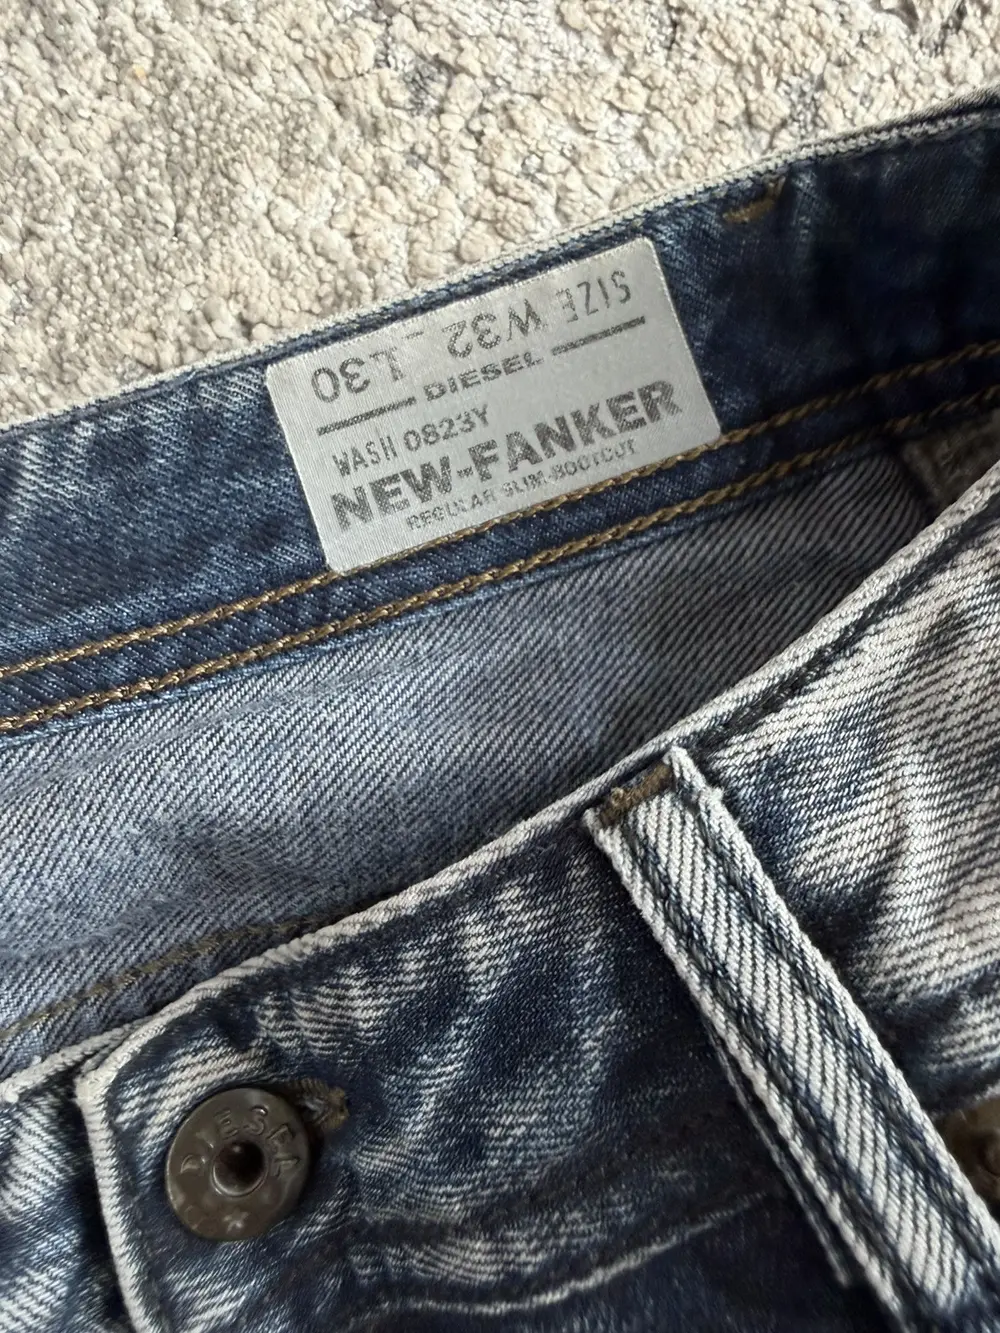 SIZE W32 - L30
DIESEL
WASH 0823Y
NEW-FANKER
REGULAR SLIM-BOOTCUT
DIESEL